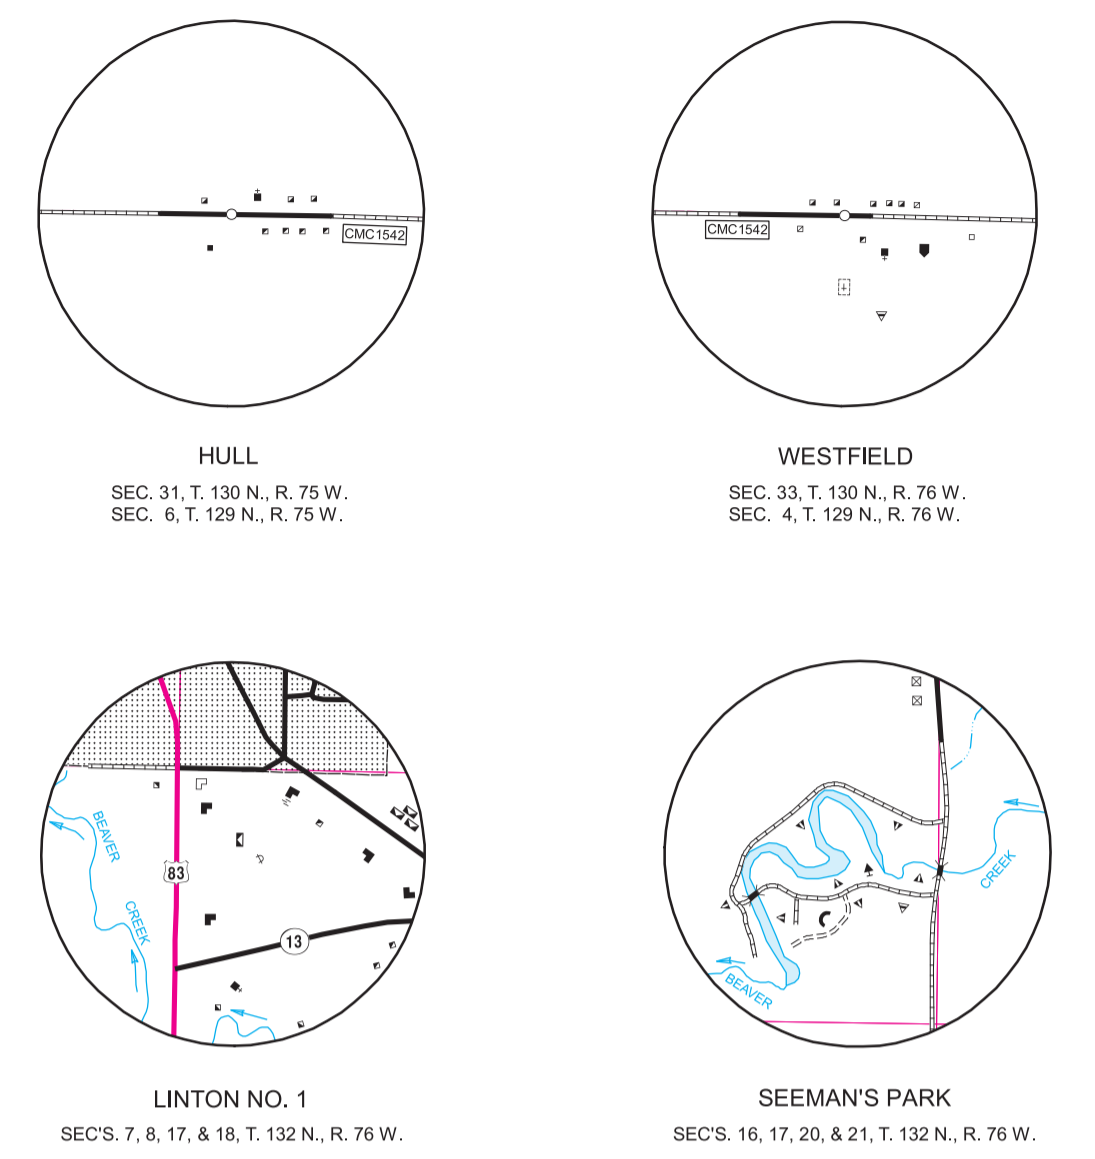 CMC1542
HULL
SEC. 31, T. 130 N., R. 75 W.
SEC. 6, T. 129 N., R. 75 W.
CMC1542
WESTFIELD
SEC. 33, T. 130 N., R. 76 W.
SEC. 4, T. 129 N., R. 76 W.
BEAVER
83
CREEK
13
LINTON NO. 1
SEC'S. 7, 8, 17, & 18, T. 132 N., R. 76 W.
CREEK
BEAVER
SEEMAN'S PARK
SEC'S. 16, 17, 20, & 21, T. 132 N., R. 76 W.